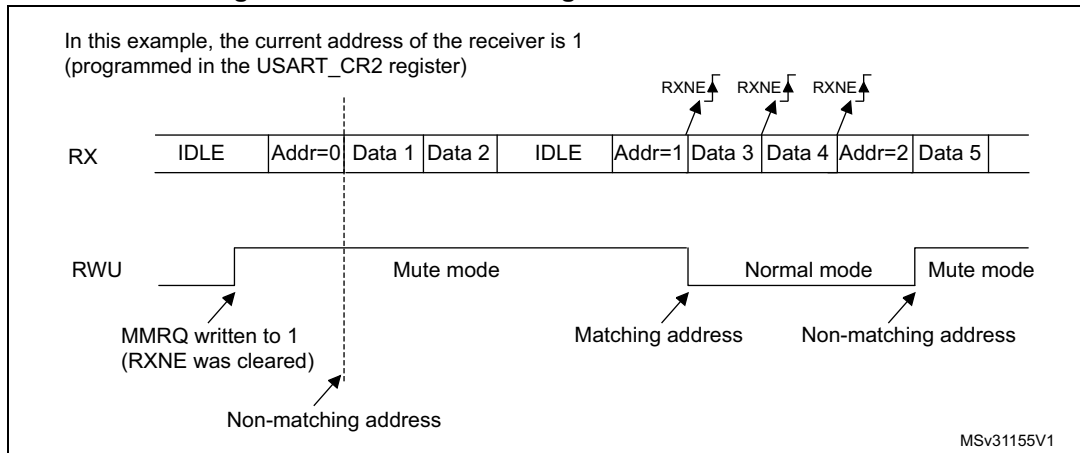 In this example, the current address of the receiver is 1
(programmed in the USART_CR2 register)
RXNE RXNE RXNE
RX IDLE Addr=0 Data 1 Data 2 IDLE Addr=1 Data 3 Data 4 Addr=2 Data 5
RWU Mute mode Normal mode Mute mode
MMRQ written to 1 Matching address Non-matching address
(RXNE was cleared)
Non-matching address
MSv31155V1